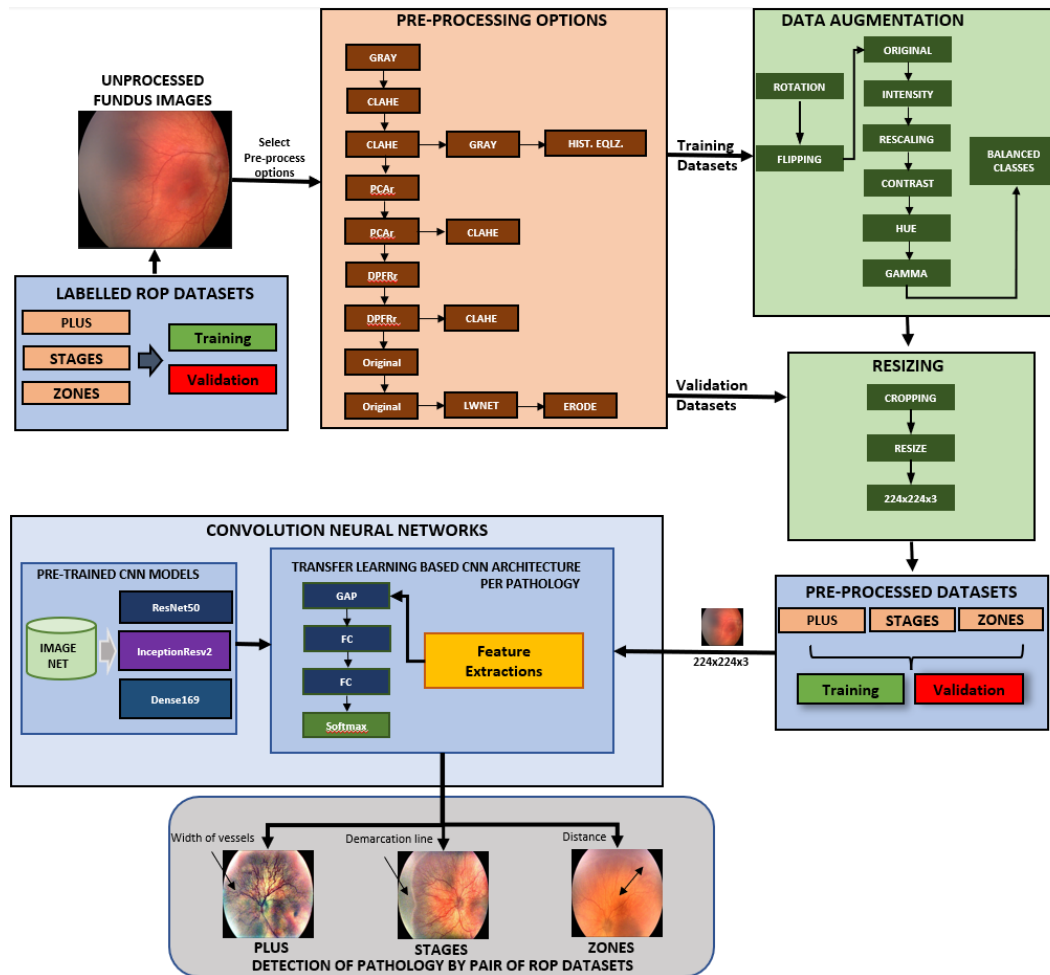 UNPROCESSED
FUNDUS IMAGES
LABELLED ROP DATASETS
PLUS
STAGES
ZONES
Training
Validation
Select
Pre-process
options
PRE-PROCESSING OPTIONS
GRAY
CLAHE
CLAHE
GRAY
HIST. EQLZ.
PCAr
PCAr
CLAHE
DPFRr
DPFRr
CLAHE
Original
Original
LWNET
ERODE
Training
Datasets
Validation
Datasets
DATA AUGMENTATION
ROTATION
FLIPPING
ORIGINAL
INTENSITY
RESCALING
CONTRAST
HUE
GAMMA
BALANCED
CLASSES
RESIZING
CROPPING
RESIZE
224x224x3
PRE-PROCESSED DATASETS
PLUS
STAGES
ZONES
Training
Validation
224x224x3
CONVOLUTION NEURAL NETWORKS
PRE-TRAINED CNN MODELS
IMAGE
NET
ResNet50
InceptionResv2
Dense169
TRANSFER LEARNING BASED CNN ARCHITECTURE
PER PATHOLOGY
GAP
FC
FC
Softmax
Feature
Extractions
Width of vessels
Demarcation line
Distance
PLUS
STAGES
ZONES
DETECTION OF PATHOLOGY BY PAIR OF ROP DATASETS